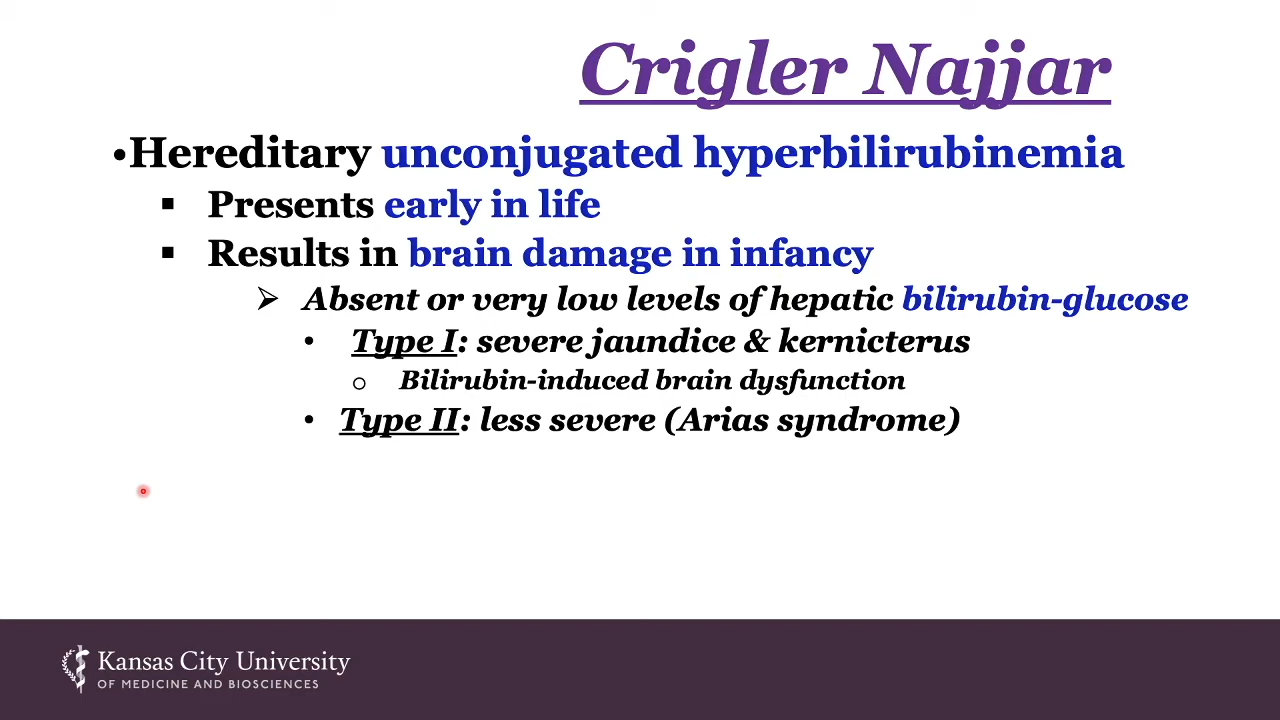 Crigler Najjar
•Hereditary unconjugated hyperbilirubinemia
▪ Presents early in life
▪ Results in brain damage in infancy
➢ Absent or very low levels of hepatic bilirubin-glucose
• Type I: severe jaundice & kernicterus
o Bilirubin-induced brain dysfunction
• Type II: less severe (Arias syndrome)
Kansas City University
OF MEDICINE AND BIOSCIENCES